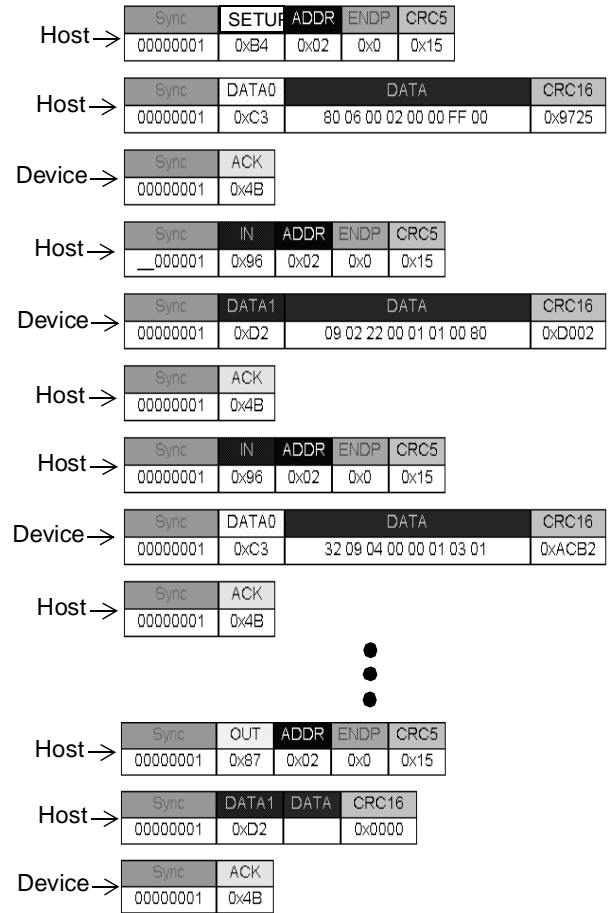 Sync SETUP ADDR ENDP CRC5
Host 00000001 0xB4 0x02 0x0 0x15
Sync DATA0 DATA CRC16
Host 00000001 0xC3 80 06 00 02 00 00 FF 00 0x9725
Sync ACK
Device 00000001 0x4B
Sync IN ADDR ENDP CRC5
Host __000001 0x96 0x02 0x0 0x15
Sync DATA1 DATA CRC16
Device 00000001 0xD2 09 02 22 00 01 01 00 80 0xD002
Sync ACK
Host 00000001 0x4B
Sync IN ADDR ENDP CRC5
Host 00000001 0x96 0x02 0x0 0x15
Sync DATA0 DATA CRC16
Device 00000001 0xC3 32 09 04 00 00 01 03 01 0xACB2
Sync ACK
Host 00000001 0x4B
Sync OUT ADDR ENDP CRC5
Host 00000001 0x87 0x02 0x0 0x15
Sync DATA1 DATA CRC16
Host 00000001 0xD2 0x0000
Sync ACK
Device 00000001 0x4B